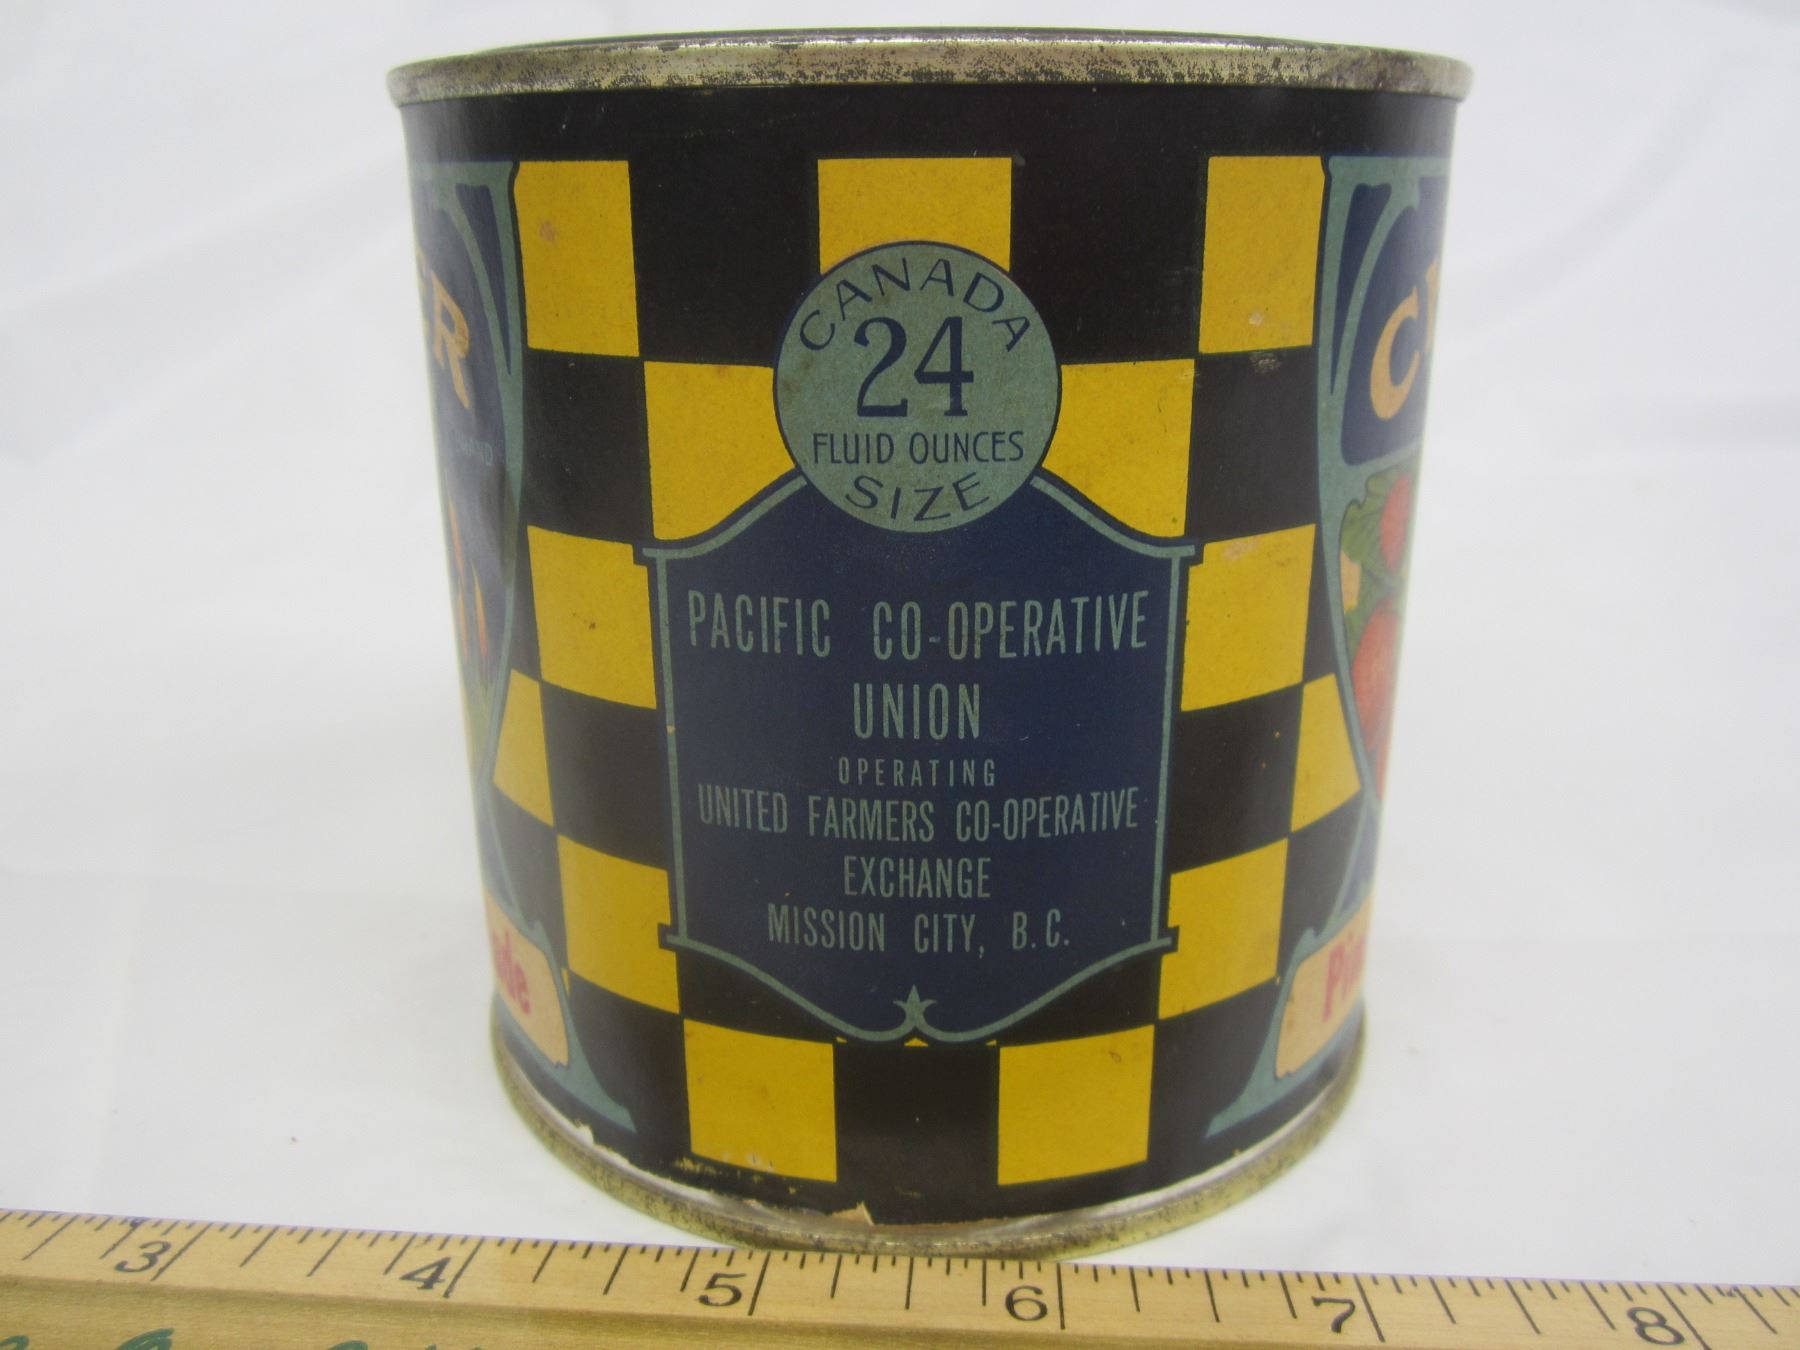 CANADA
24
FLUID OUNCES
SIZE
PACIFIC CO-OPERATIVE
UNION
OPERATING
UNITED FARMERS CO-OPERATIVE
EXCHANGE
MISSION CITY, B.C.
3 4 5 6 7 8